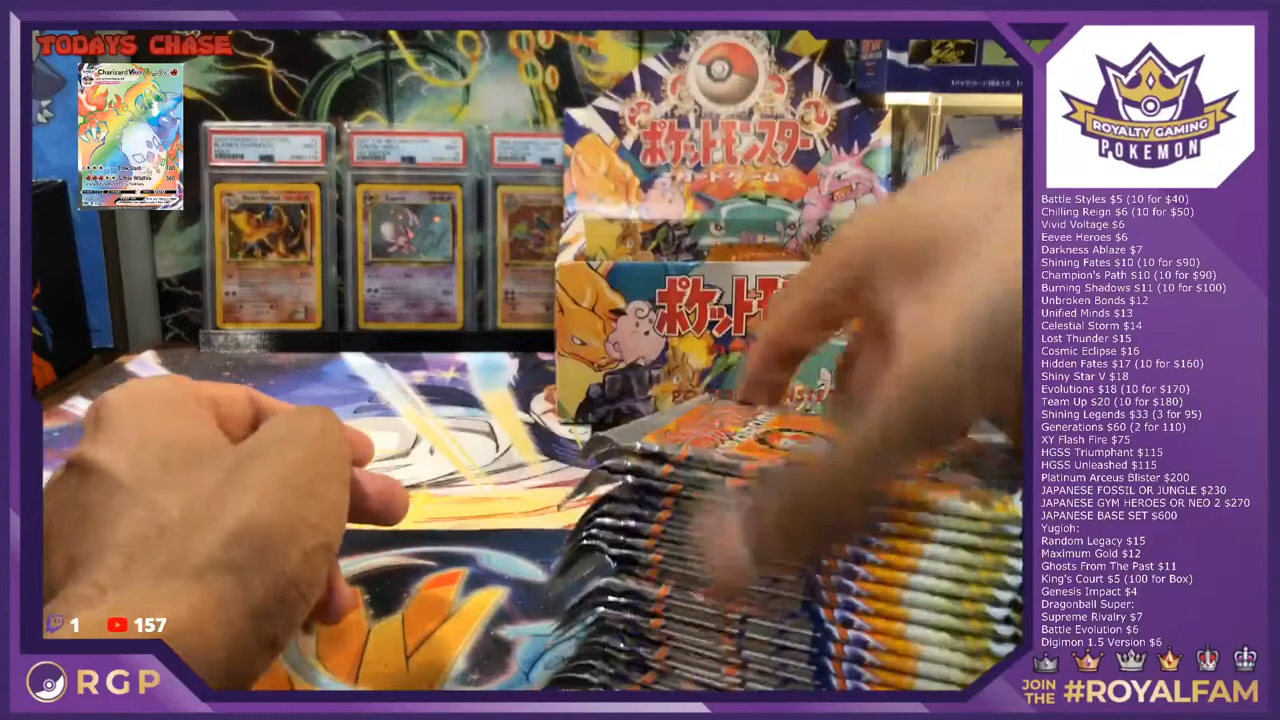 TODAYS CHASE
Charizard
ポケットモンスター
カードゲーム
ポケット
ROYALTY GAMING
POKEMON
Battle Styles $5 (10 for $40)
Chilling Reign $6 (10 for $50)
Vivid Voltage $6
Eevee Heroes $6
Darkness Ablaze $7
Shining Fates $10 (10 for $90)
Champion's Path $10 (10 for $90)
Burning Shadows $11 (10 for $100)
Unbroken Bonds $12
Unified Minds $13
Celestial Storm $14
Lost Thunder $15
Cosmic Eclipse $16
Hidden Fates $17 (10 for $160)
Shiny Star V $18
Evolutions $18 (10 for $170)
Team Up $20 (10 for $180)
Shining Legends $33 (3 for 95)
Generations $60 (2 for 110)
XY Flash Fire $75
HGSS Triumphant $115
HGSS Unleashed $115
Platinum Arceus Blister $200
JAPANESE FOSSIL OR JUNGLE $230
JAPANESE GYM HEROES OR NEO 2 $270
JAPANESE BASE SET $600
Yugioh:
Random Legacy $15
Maximum Gold $12
Ghosts From The Past $11
King's Court $5 (100 for Box)
Genesis Impact $4
Dragonball Super:
Supreme Rivalry $7
Battle Evolution $6
Digimon 1.5 Version $6
1
157
RGP
JOIN
THE
#ROYALFAM